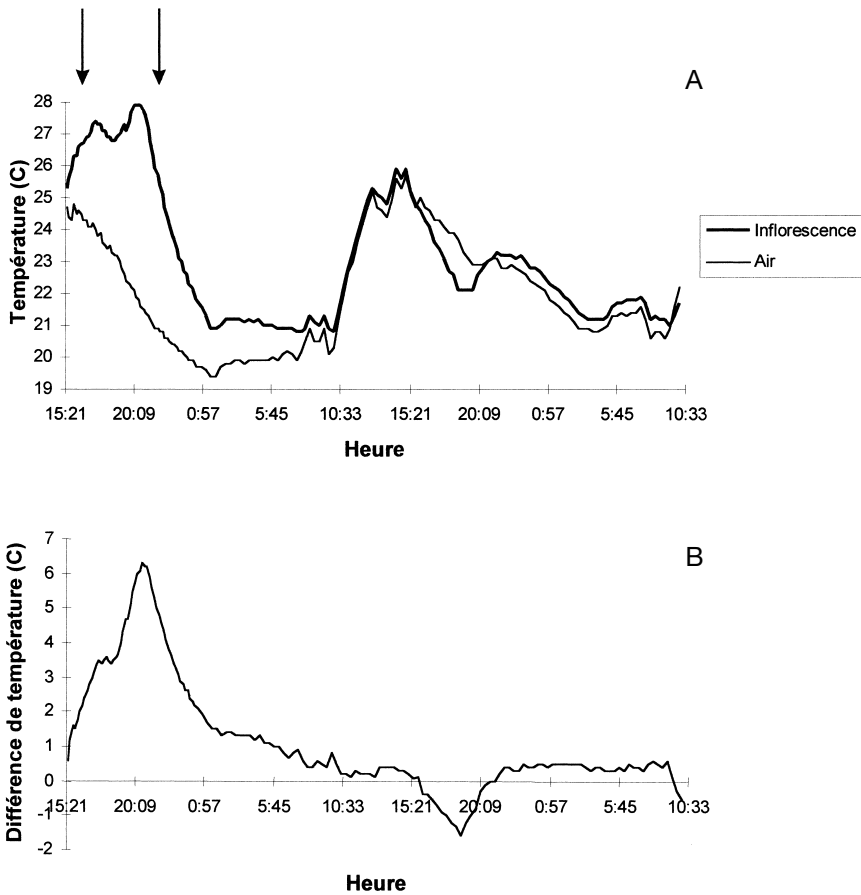 A
28
27
26
25
24
23
22
21
20
19
Température (C)
15:21 20:09 0:57 5:45 10:33 15:21 20:09 0:57 5:45 10:33
Heure
Inflorescence
Air
B
7
6
5
4
3
2
1
0
-1
-2
Différence de température (C)
15:21 20:09 0:57 5:45 10:33 15:21 20:09 0:57 5:45 10:33
Heure